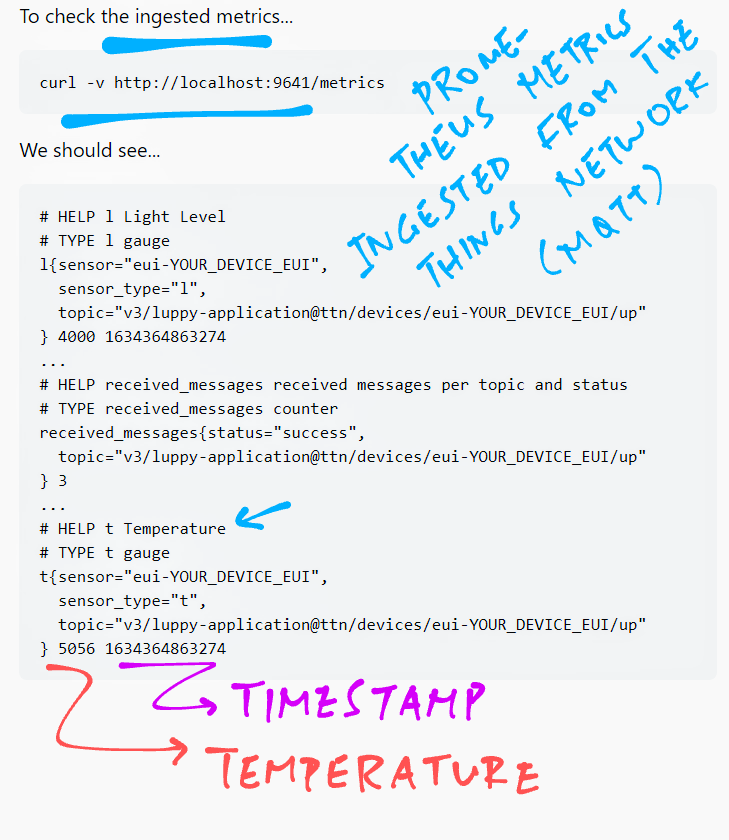 To check the ingested metrics...
curl -v http://localhost:9641/metrics
PROME-
THEUS METRICS
INGESTED FROM THE
THINGS NETWORK
(MQTT)
We should see...
# HELP l Light Level
# TYPE l gauge
l{sensor="eui-YOUR_DEVICE_EUI",
sensor_type="l",
topic="v3/luppy-application@ttn/devices/eui-YOUR_DEVICE_EUI/up"
} 4000 1634364863274
...
# HELP received_messages received messages per topic and status
# TYPE received_messages counter
received_messages{status="success",
topic="v3/luppy-application@ttn/devices/eui-YOUR_DEVICE_EUI/up"
} 3
...
# HELP t Temperature
# TYPE t gauge
t{sensor="eui-YOUR_DEVICE_EUI",
sensor_type="t",
topic="v3/luppy-application@ttn/devices/eui-YOUR_DEVICE_EUI/up"
} 5056 1634364863274
TIMESTAMP
TEMPERATURE